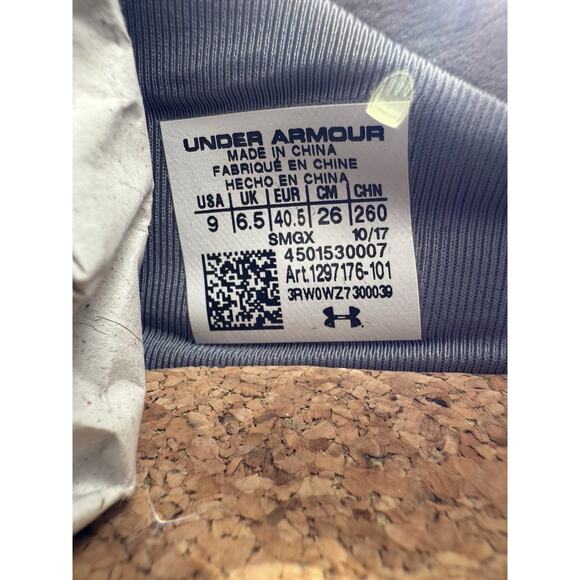 UNDER ARMOUR
MADE IN CHINA
FABRIQUÉ EN CHINE
HECHO EN CHINA
USA UK EUR CM CHN
9 6.5 40.5 26 260
SMGX 10/17
4501530007
Art.1297176-101
3RW0WZ7300039